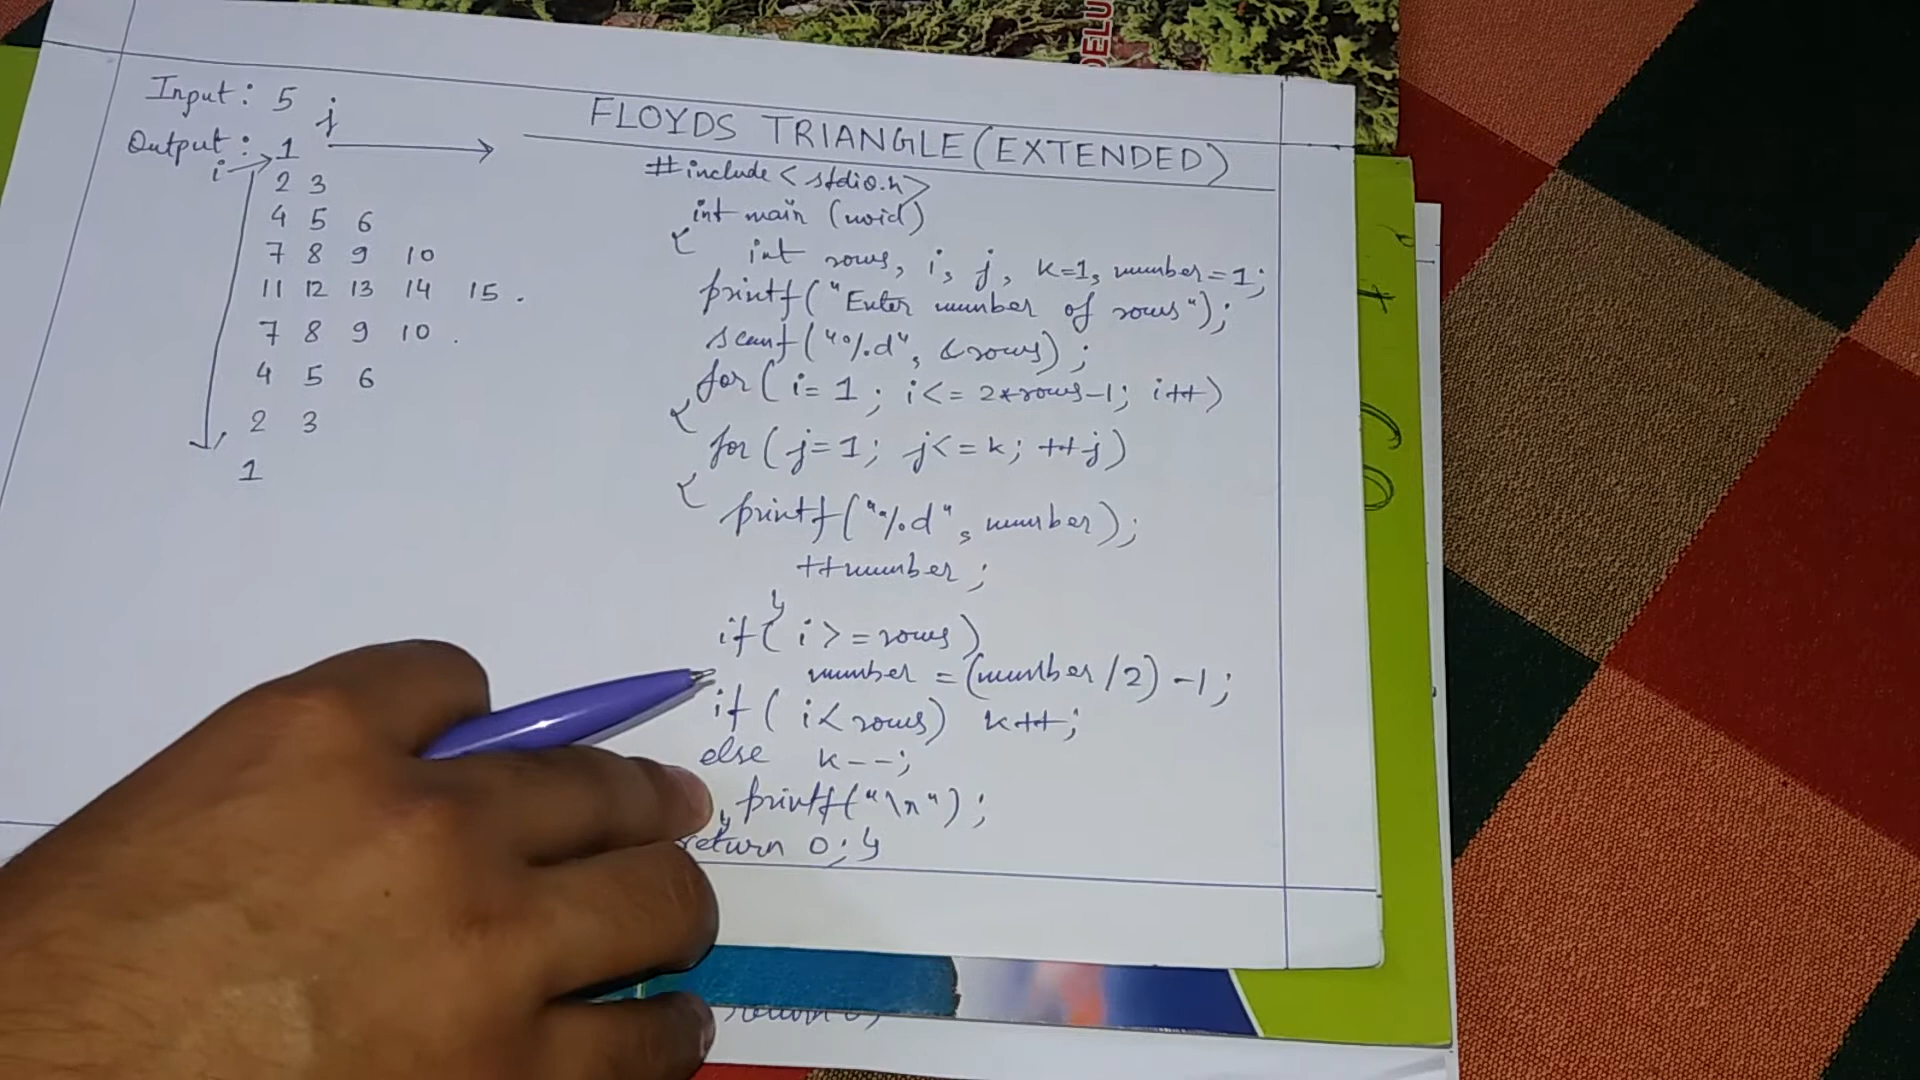 Input: 5
j
Output: 1
i
2 3
4 5 6
7 8 9 10
11 12 13 14 15.
7 8 9 10.
4 5 6
2 3
1
FLOYDS TRIANGLE (EXTENDED)
#include <stdio.h>
int main (void)
{ int rows, i, j, k=1, number=1;
printf("Enter number of rows");
scanf("%d", &rows);
for( i=1; i<=2*rows-1; i++)
{
for (j=1; j<=k; ++j)
{
printf("%d", number);
++number;
}
if( i>=rows)
number = (number/2) -1;
if( i<rows) k++;
else k--;
} printf("\n");
return 0; }
DELU
return 0;